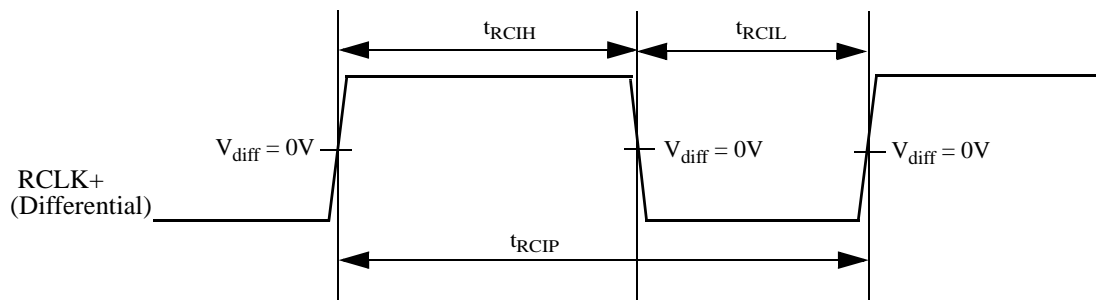 tRCIH
tRCIL
Vdiff = 0V
Vdiff = 0V
Vdiff = 0V
RCLK+
(Differential)
tRCIP